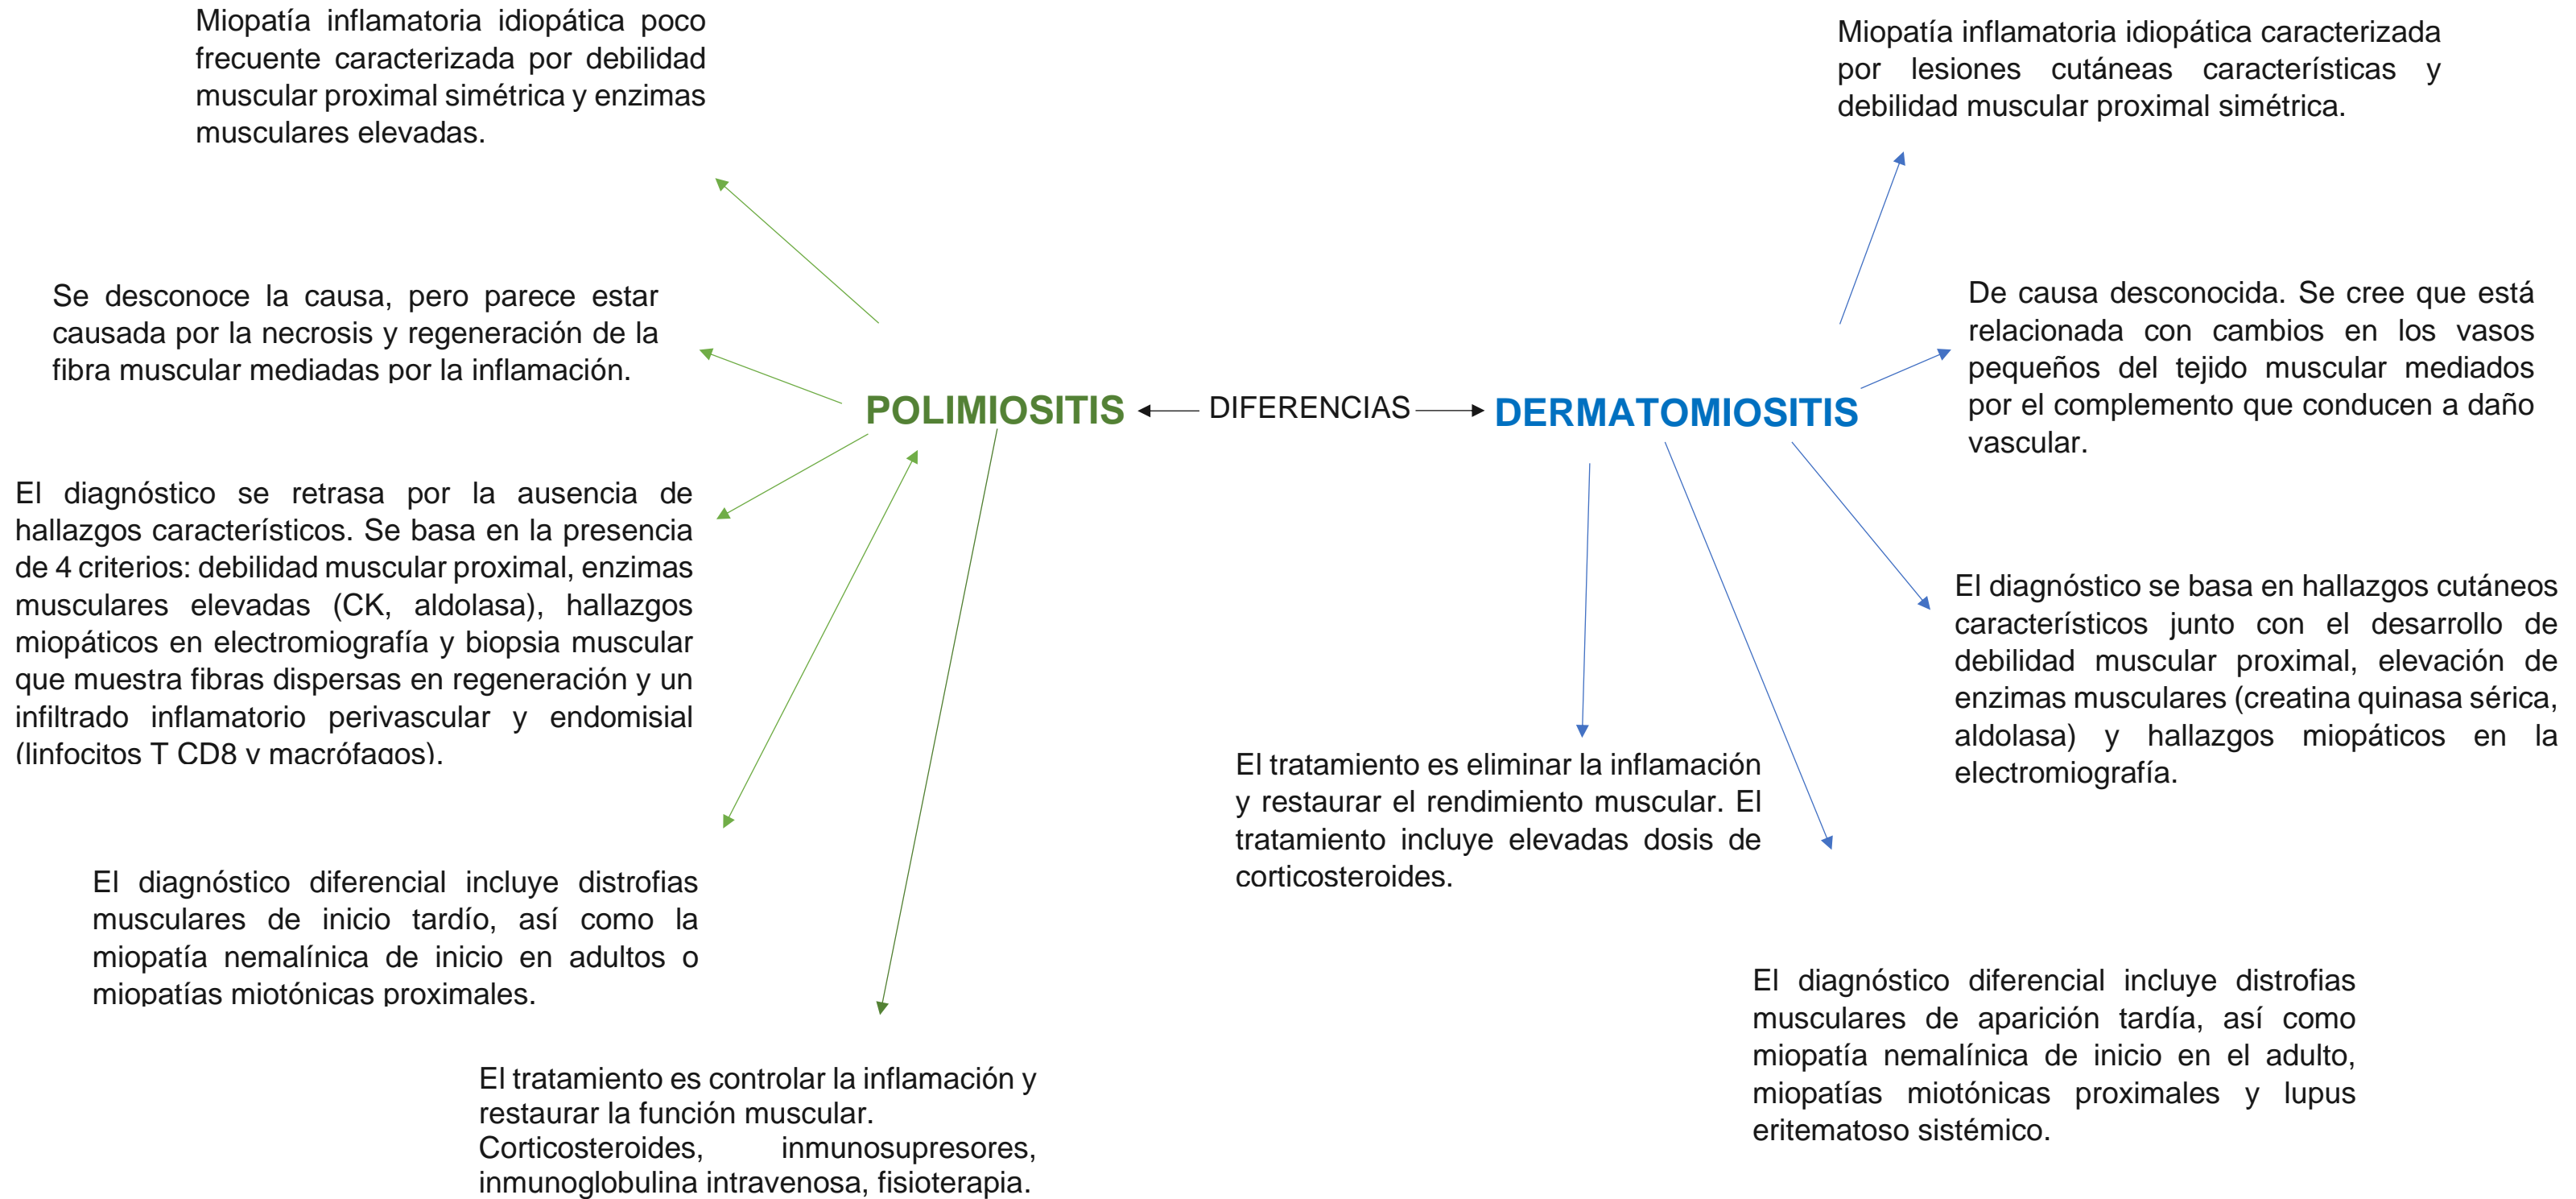 Miopatía inflamatoria idiopática poco
frecuente caracterizada por debilidad
muscular proximal simétrica y enzimas
musculares elevadas.
Se desconoce la causa, pero parece estar
causada por la necrosis y regeneración de la
fibra muscular mediadas por la inflamación.
El diagnóstico se retrasa por la ausencia de
hallazgos característicos. Se basa en la presencia
de 4 criterios: debilidad muscular proximal, enzimas
musculares elevadas (CK, aldolasa), hallazgos
miopáticos en electromiografía y biopsia muscular
que muestra fibras dispersas en regeneración y un
infiltrado inflamatorio perivascular y endomisial
(linfocitos T CD8 y macrófagos).
El diagnóstico diferencial incluye distrofias
musculares de inicio tardío, así como la
miopatía nemalínica de inicio en adultos o
miopatías miotónicas proximales.
El tratamiento es controlar la inflamación y
restaurar la función muscular.
Corticosteroides, inmunosupresores,
inmunoglobulina intravenosa, fisioterapia.
POLIMIOSITIS DIFERENCIAS DERMATOMIOSITIS
Miopatía inflamatoria idiopática caracterizada
por lesiones cutáneas características y
debilidad muscular proximal simétrica.
De causa desconocida. Se cree que está
relacionada con cambios en los vasos
pequeños del tejido muscular mediados
por el complemento que conducen a daño
vascular.
El diagnóstico se basa en hallazgos cutáneos
característicos junto con el desarrollo de
debilidad muscular proximal, elevación de
enzimas musculares (creatina quinasa sérica,
aldolasa) y hallazgos miopáticos en la
electromiografía.
El tratamiento es eliminar la inflamación
y restaurar el rendimiento muscular. El
tratamiento incluye elevadas dosis de
corticosteroides.
El diagnóstico diferencial incluye distrofias
musculares de aparición tardía, así como
miopatía nemalínica de inicio en el adulto,
miopatías miotónicas proximales y lupus
eritematoso sistémico.